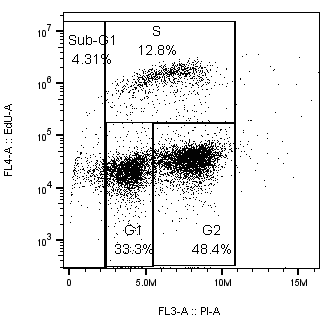 10^7
Sub-G1
4.31%
S
12.8%
10^6
FL4-A :: EdU-A
10^5
10^4
G1
33.3%
G2
48.4%
10^3
0
5.0M
10M
15M
FL3-A :: PI-A